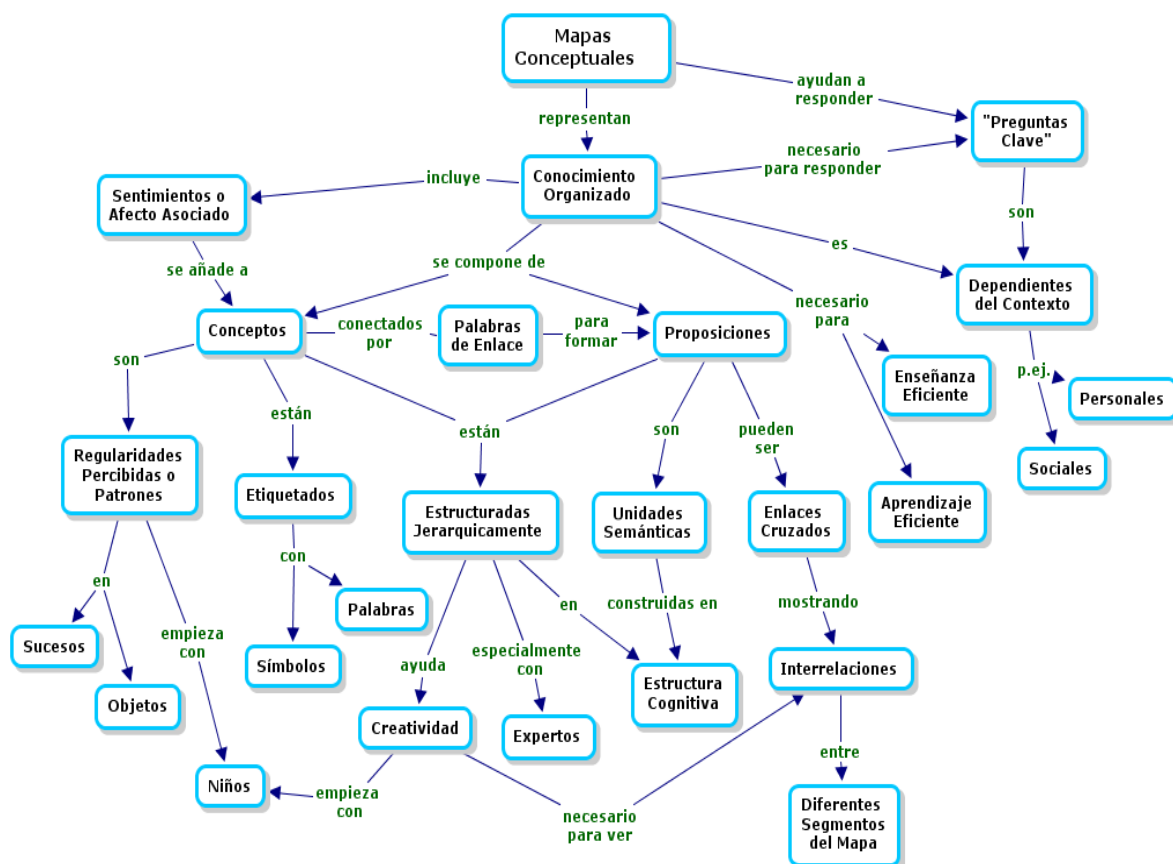 Mapas
Conceptuales
ayudan a
responder
representan
"Preguntas
Clave"
necesario
para responder
Conocimiento
Organizado
incluye
Sentimientos o
Afecto Asociado
son
es
se añade a
se compone de
Dependientes
del Contexto
Conceptos
conectados
por
Palabras
de Enlace
para
formar
Proposiciones
necesario
para
son
Enseñanza
Eficiente
p.ej.
Personales
están
están
son
pueden
ser
Regularidades
Percibidas o
Patrones
Sociales
Etiquetados
Estructuradas
Jerarquicamente
Unidades
Semánticas
Enlaces
Cruzados
Aprendizaje
Eficiente
con
en
Palabras
en
construidas en
mostrando
Sucesos
empieza
con
Símbolos
ayuda
especialmente
con
Interrelaciones
Objetos
Estructura
Cognitiva
Creatividad
Expertos
entre
Niños
empieza
con
necesario
para ver
Diferentes
Segmentos
del Mapa